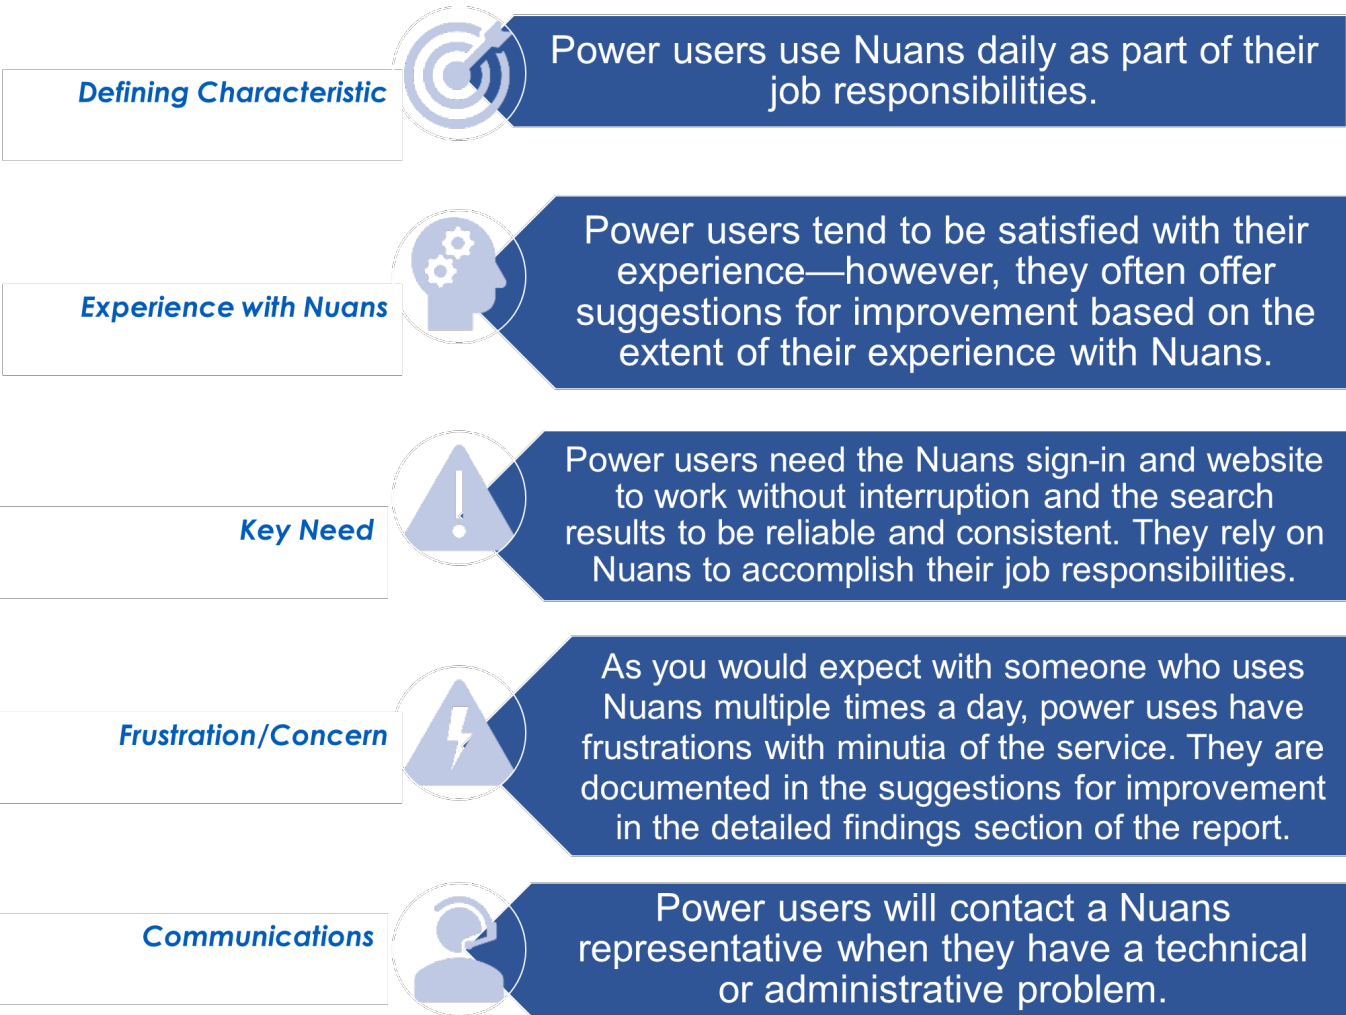 Defining Characteristic
Power users use Nuans daily as part of their
job responsibilities.
Experience with Nuans
Power users tend to be satisfied with their
experience—however, they often offer
suggestions for improvement based on the
extent of their experience with Nuans.
Key Need
Power users need the Nuans sign-in and website
to work without interruption and the search
results to be reliable and consistent. They rely on
Nuans to accomplish their job responsibilities.
Frustration/Concern
As you would expect with someone who uses
Nuans multiple times a day, power uses have
frustrations with minutia of the service. They are
documented in the suggestions for improvement
in the detailed findings section of the report.
Communications
Power users will contact a Nuans
representative when they have a technical
or administrative problem.